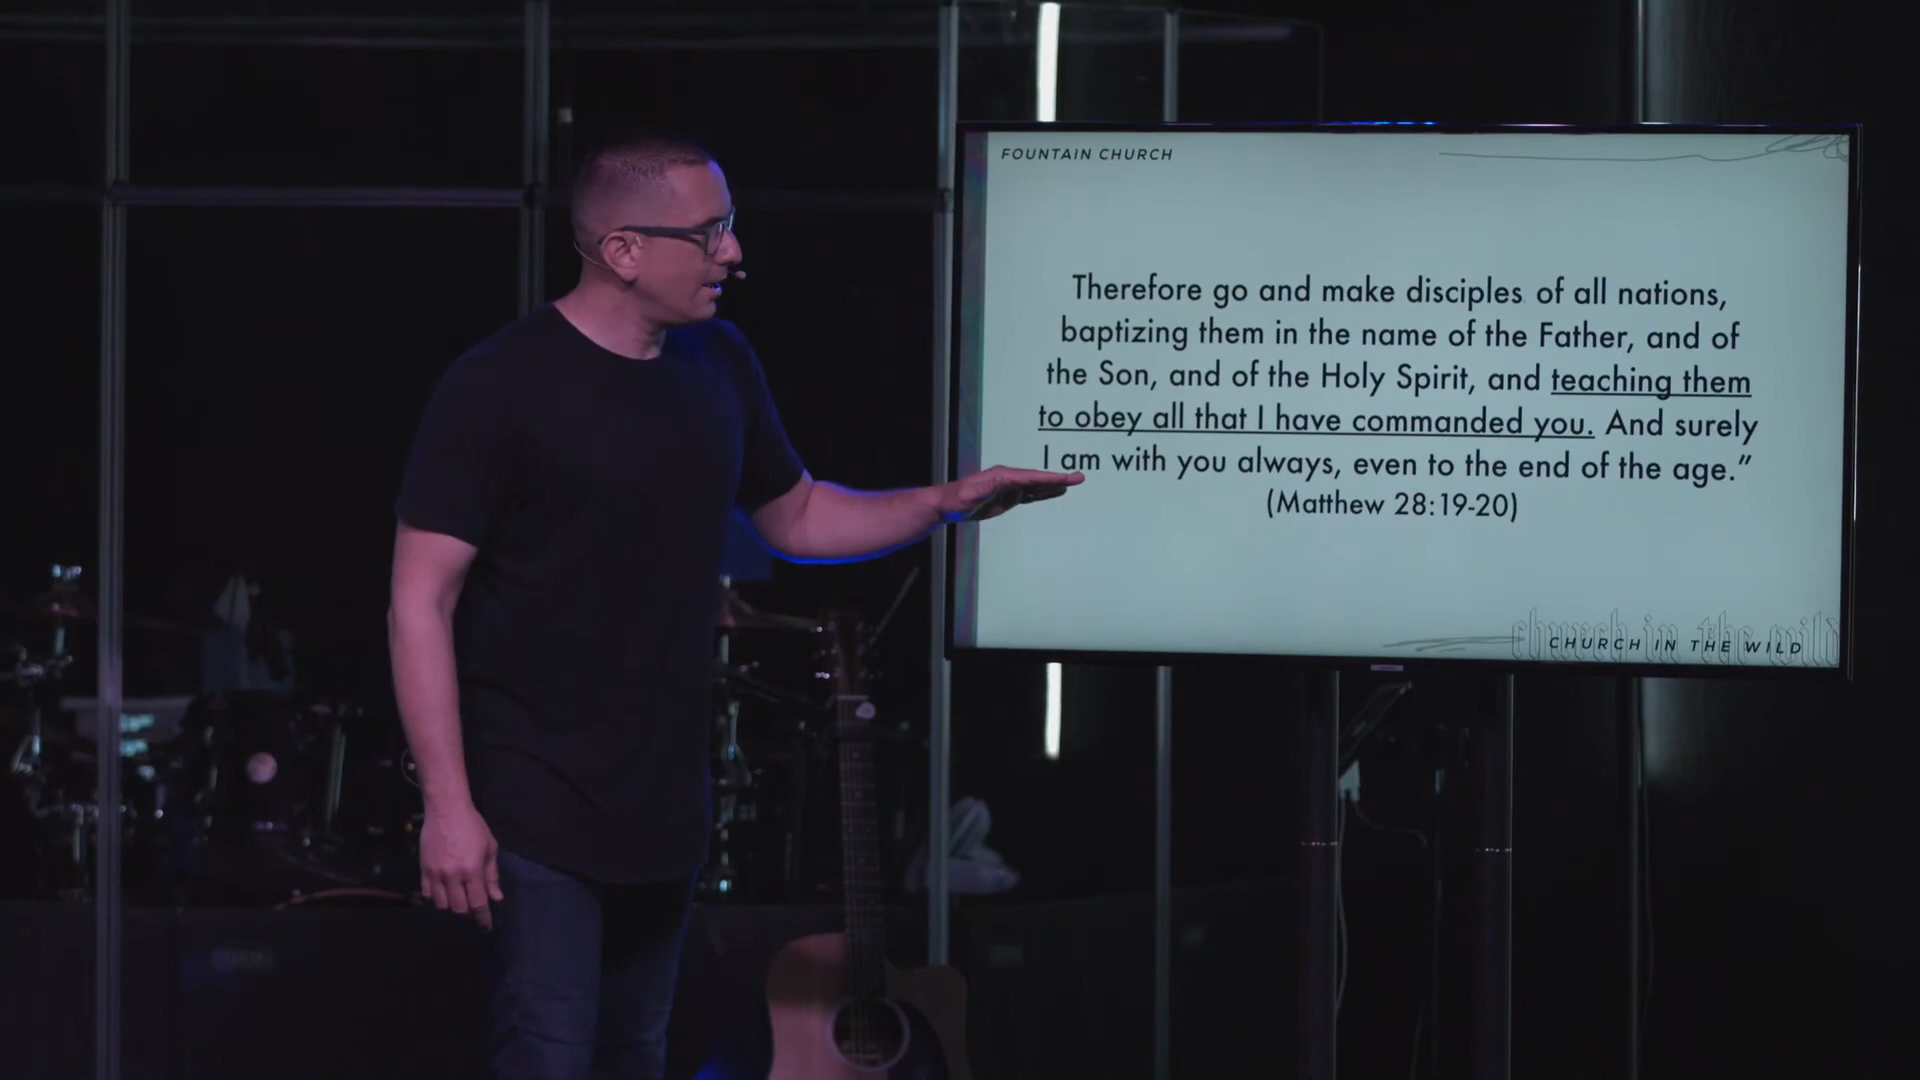 FOUNTAIN CHURCH
Therefore go and make disciples of all nations,
baptizing them in the name of the Father, and of
the Son, and of the Holy Spirit, and teaching them
to obey all that I have commanded you. And surely
I am with you always, even to the end of the age.”
(Matthew 28:19-20)
church in the wild
CHURCH IN THE WILD